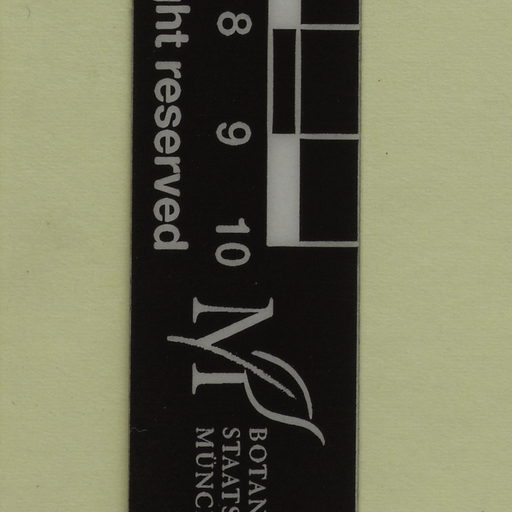 ght reserved
8 9 10
M
BOTAN
STAATS
MÜNC